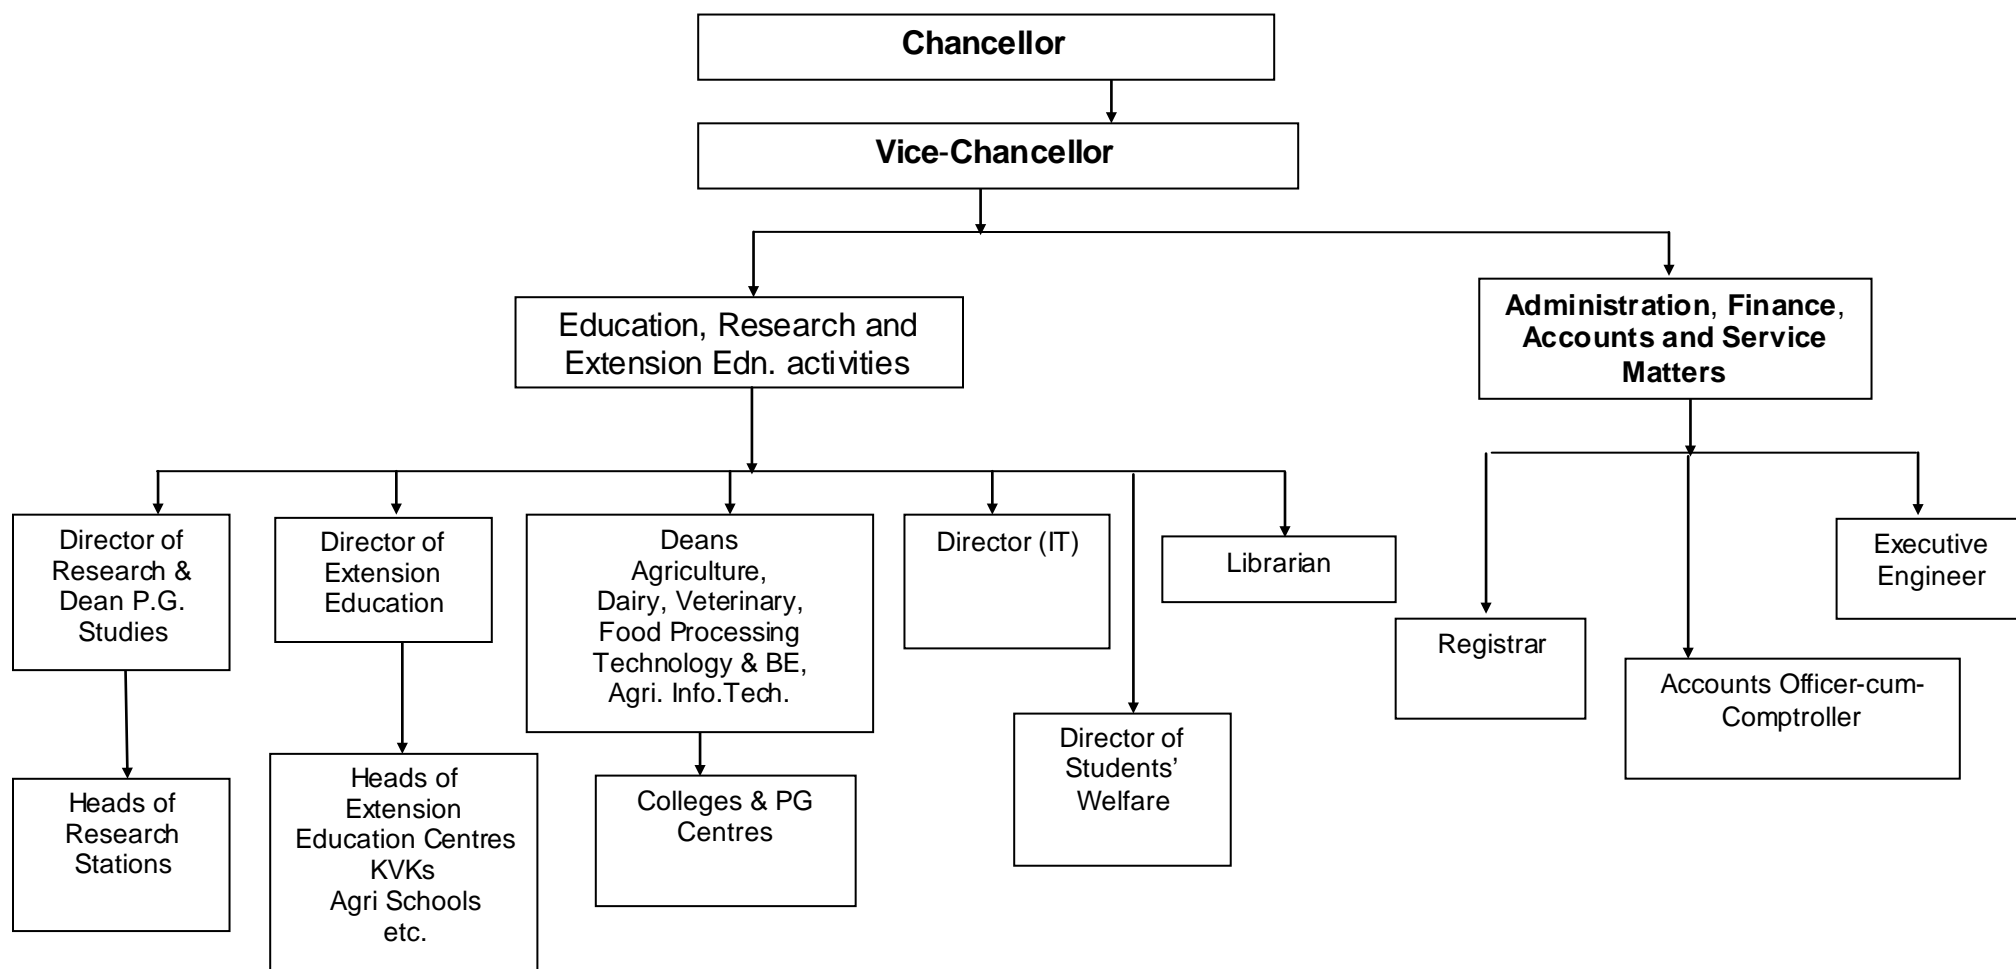 Chancellor
Vice-Chancellor
Education, Research and
Extension Edn. activities
Administration, Finance,
Accounts and Service
Matters
Director of
Research &
Dean P.G.
Studies
Director of
Extension
Education
Deans
Agriculture,
Dairy, Veterinary,
Food Processing
Technology & BE,
Agri. Info.Tech.
Director (IT)
Librarian
Executive
Engineer
Registrar
Accounts Officer-cum-
Comptroller
Director of
Students’
Welfare
Heads of
Research
Stations
Heads of
Extension
Education Centres
KVKs
Agri Schools
etc.
Colleges & PG
Centres